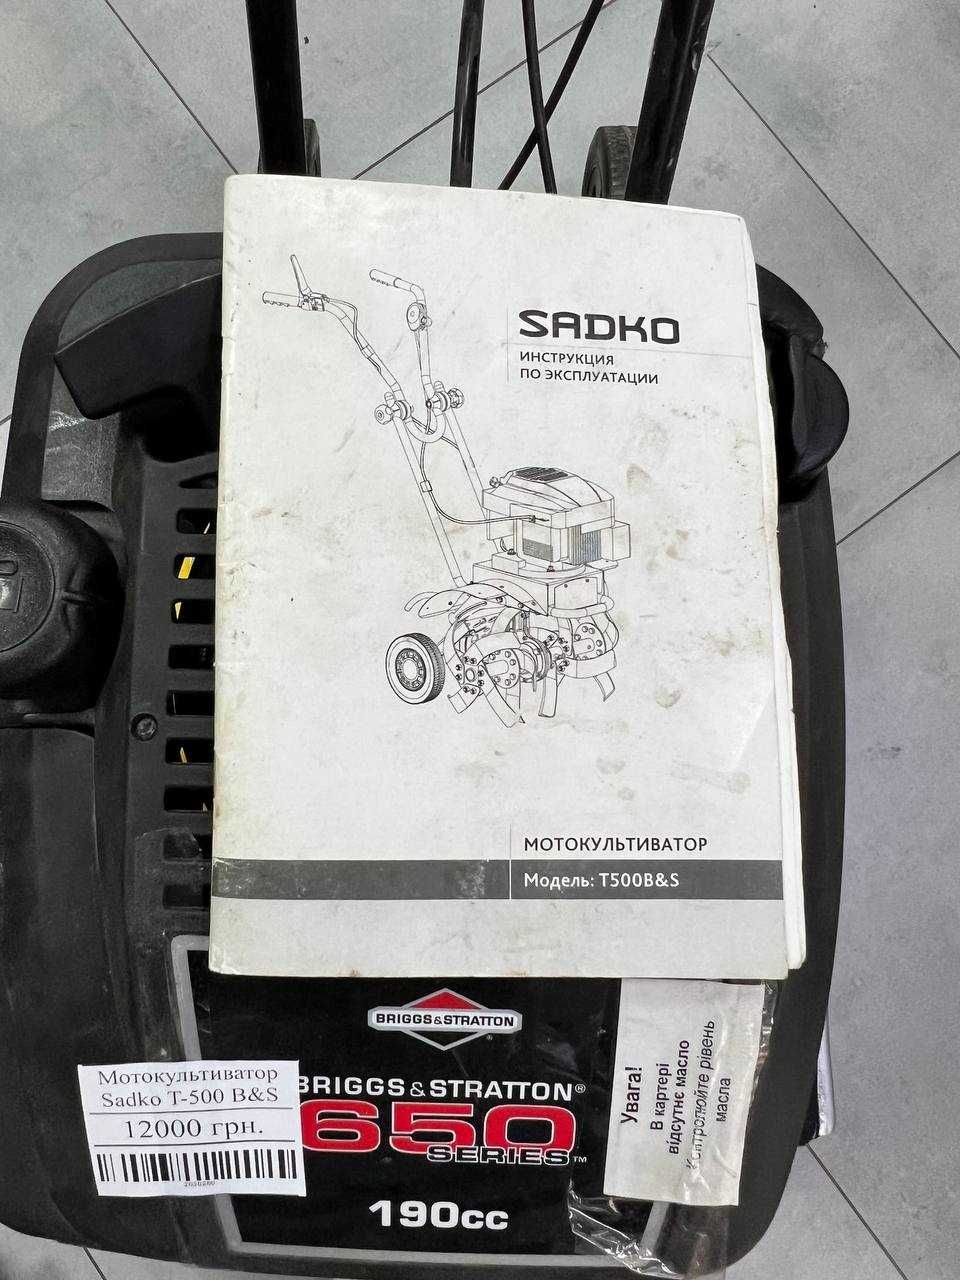 SADKO
ИНСТРУКЦИЯ
ПО ЭКСПЛУАТАЦИИ
МОТОКУЛЬТИВАТОР
Модель: T500B&S
BRIGGS&STRATTON
BRIGGS & STRATTON®
650
SERIES™
190cc
Мотокультиватор
Sadko T-500 B&S
12000 грн.
Увага!
В картері
відсутнє масло
Контролюйте рівень
масла